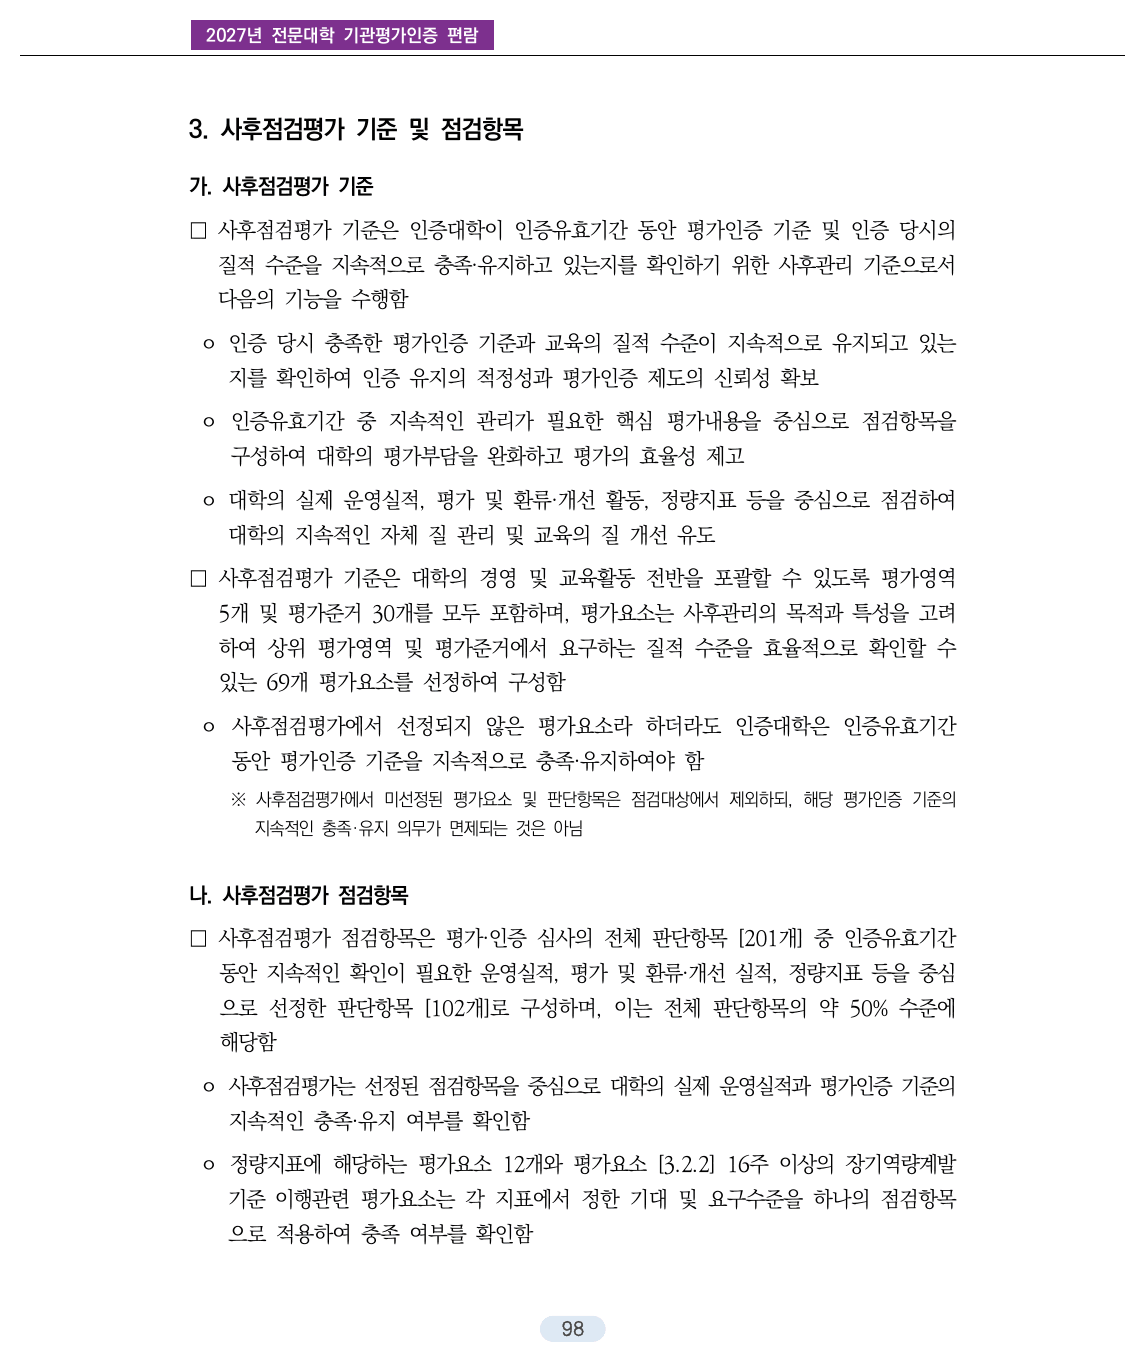 2027년 전문대학 기관평가인증 편람
3. 사후점검평가 기준 및 점검항목
가. 사후점검평가 기준
□ 사후점검평가 기준은 인증대학이 인증유효기간 동안 평가인증 기준 및 인증 당시의
질적 수준을 지속적으로 충족·유지하고 있는지를 확인하기 위한 사후관리 기준으로서
다음의 기능을 수행함
ㅇ 인증 당시 충족한 평가인증 기준과 교육의 질적 수준이 지속적으로 유지되고 있는
지를 확인하여 인증 유지의 적정성과 평가인증 제도의 신뢰성 확보
ㅇ 인증유효기간 중 지속적인 관리가 필요한 핵심 평가내용을 중심으로 점검항목을
구성하여 대학의 평가부담을 완화하고 평가의 효율성 제고
ㅇ 대학의 실제 운영실적, 평가 및 환류·개선 활동, 정량지표 등을 중심으로 점검하여
대학의 지속적인 자체 질 관리 및 교육의 질 개선 유도
□ 사후점검평가 기준은 대학의 경영 및 교육활동 전반을 포괄할 수 있도록 평가영역
5개 및 평가준거 30개를 모두 포함하며, 평가요소는 사후관리의 목적과 특성을 고려
하여 상위 평가영역 및 평가준거에서 요구하는 질적 수준을 효율적으로 확인할 수
있는 69개 평가요소를 선정하여 구성함
ㅇ 사후점검평가에서 선정되지 않은 평가요소라 하더라도 인증대학은 인증유효기간
동안 평가인증 기준을 지속적으로 충족·유지하여야 함
※ 사후점검평가에서 미선정된 평가요소 및 판단항목은 점검대상에서 제외하되, 해당 평가인증 기준의
지속적인 충족·유지 의무가 면제되는 것은 아님
나. 사후점검평가 점검항목
□ 사후점검평가 점검항목은 평가·인증 심사의 전체 판단항목 [201개] 중 인증유효기간
동안 지속적인 확인이 필요한 운영실적, 평가 및 환류·개선 실적, 정량지표 등을 중심
으로 선정한 판단항목 [102개]로 구성하며, 이는 전체 판단항목의 약 50% 수준에
해당함
ㅇ 사후점검평가는 선정된 점검항목을 중심으로 대학의 실제 운영실적과 평가인증 기준의
지속적인 충족·유지 여부를 확인함
ㅇ 정량지표에 해당하는 평가요소 12개와 평가요소 [3.2.2] 16주 이상의 장기역량계발
기준 이행관련 평가요소는 각 지표에서 정한 기대 및 요구수준을 하나의 점검항목
으로 적용하여 충족 여부를 확인함
98